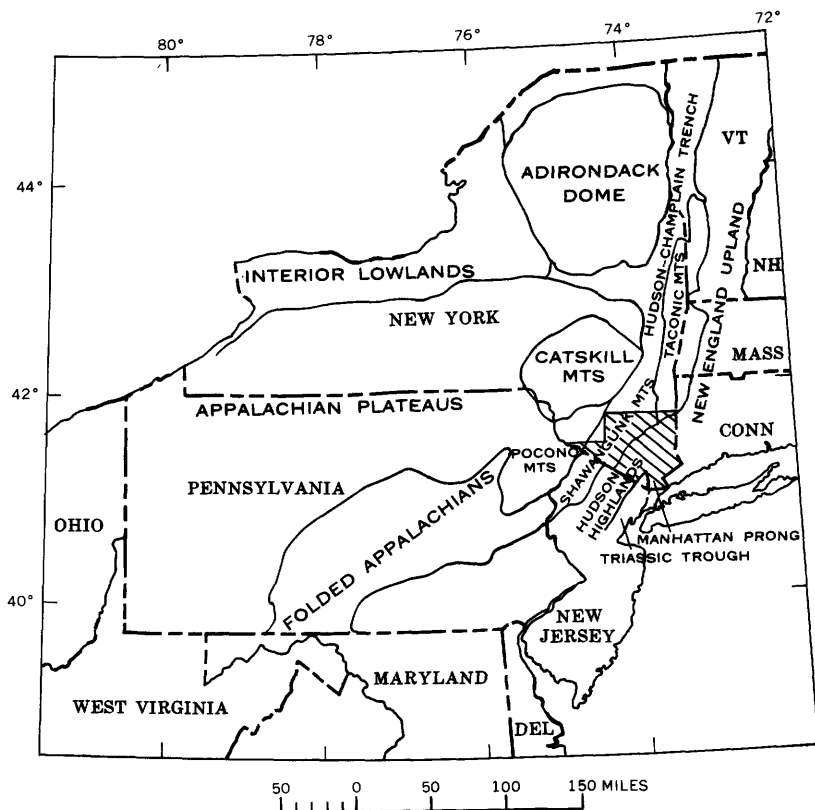 80°
78°
76°
74°
72°
44°
42°
40°
ADIRONDACK
DOME
HUDSON-CHAMPLAIN TRENCH
VT
TACONIC MTS
NEW ENGLAND UPLAND
NH
INTERIOR LOWLANDS
NEW YORK
CATSKILL
MTS
MASS
APPALACHIAN PLATEAUS
SHAWANGUNK MTS
CONN
POCONO
MTS
HUDSON
HIGHLANDS
PENNSYLVANIA
OHIO
FOLDED APPALACHIANS
MANHATTAN PRONG
TRIASSIC TROUGH
NEW
JERSEY
MARYLAND
WEST VIRGINIA
DEL
50 0 50 100 150 MILES